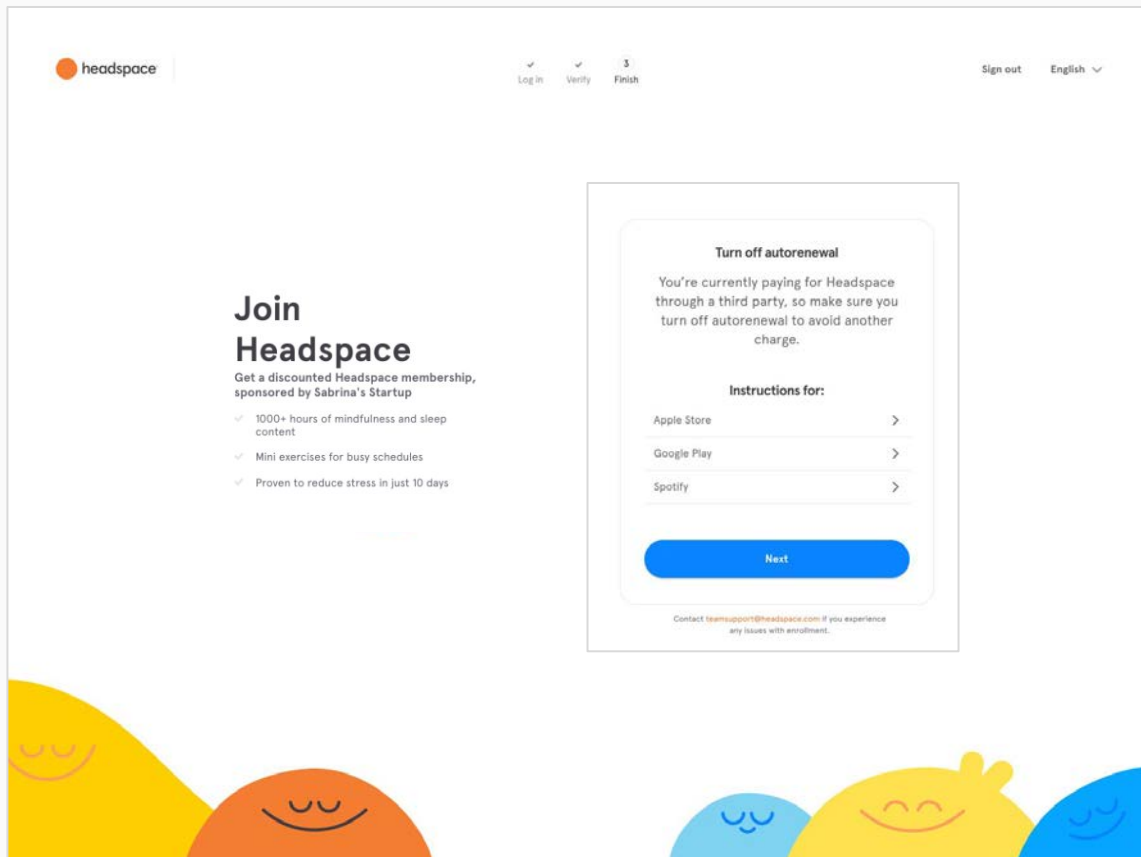 headspace
Log in
Verify
3
Finish
Sign out
English
Join
Headspace
Get a discounted Headspace membership,
sponsored by Sabrina's Startup
1000+ hours of mindfulness and sleep
content
Mini exercises for busy schedules
Proven to reduce stress in just 10 days
Turn off autorenewal
You're currently paying for Headspace
through a third party, so make sure you
turn off autorenewal to avoid another
charge.
Instructions for:
Apple Store
Google Play
Spotify
Next
Contact teamsupport@headspace.com if you experience
any issues with enrollment.